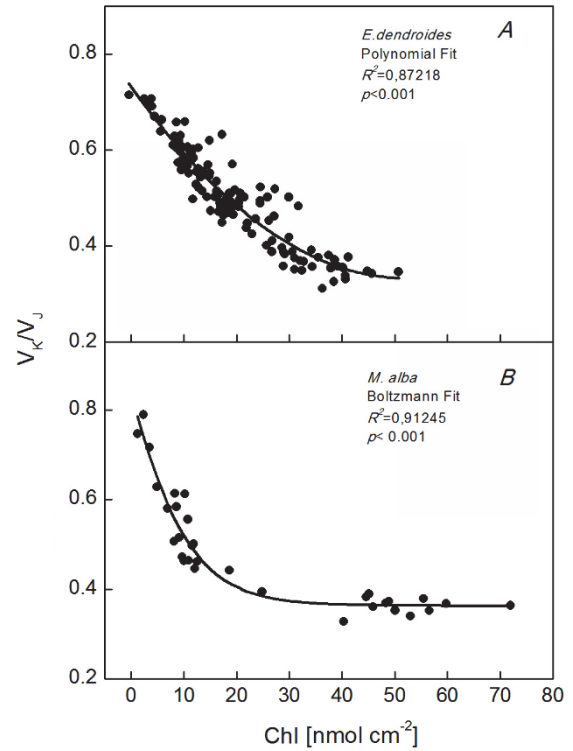 A
E.dendroides
Polynomial Fit
R²=0,87218
p<0.001
0.8
0.6
0.4
0.2
V_K/V_J
B
M. alba
Boltzmann Fit
R²=0,91245
p< 0.001
0.8
0.6
0.4
0.2
0 10 20 30 40 50 60 70 80
Chl [nmol cm⁻²]